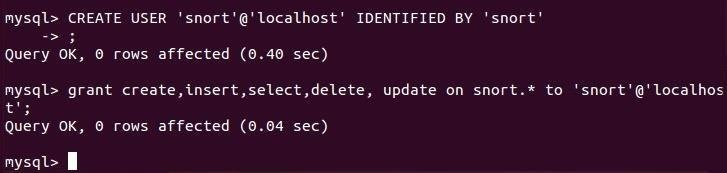 mysql> CREATE USER 'snort'@'localhost' IDENTIFIED BY 'snort'
    -> ;
Query OK, 0 rows affected (0.40 sec)

mysql> grant create,insert,select,delete, update on snort.* to 'snort'@'localhos
t';
Query OK, 0 rows affected (0.04 sec)

mysql>